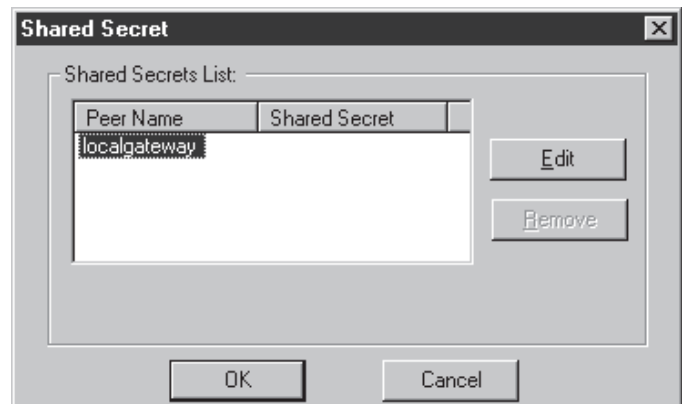 Shared Secret
Shared Secrets List:
Peer Name Shared Secret
localgateway
Edit
Remove
OK Cancel